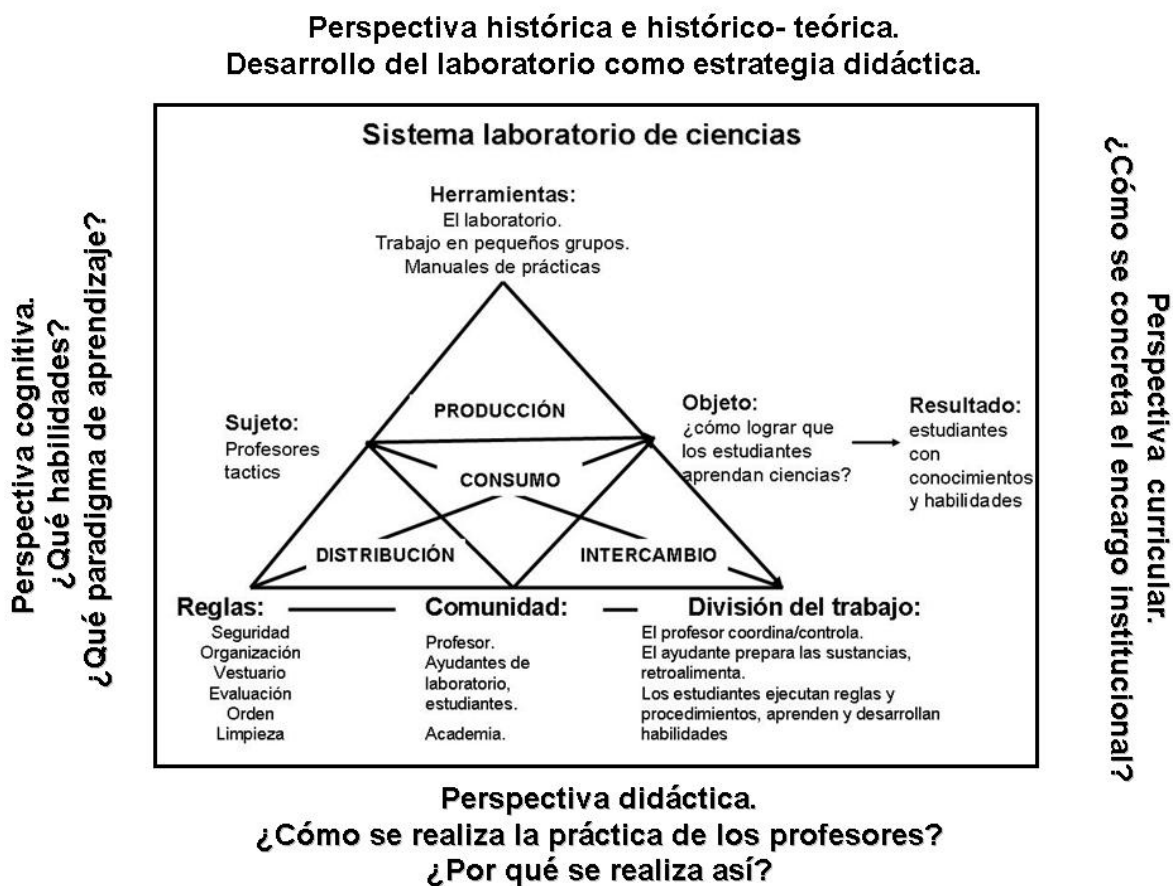 Perspectiva histórica e histórico- teórica.
Desarrollo del laboratorio como estrategia didáctica.
Perspectiva cognitiva.
¿Qué habilidades?
¿Qué paradigma de aprendizaje?
Sistema laboratorio de ciencias
Herramientas:
El laboratorio.
Trabajo en pequeños grupos.
Manuales de prácticas
PRODUCCIÓN
Sujeto:
Profesores
tactics
Objeto:
¿cómo lograr que
los estudiantes
aprendan ciencias?
Resultado:
estudiantes
con
conocimientos
y habilidades
CONSUMO
DISTRIBUCIÓN
INTERCAMBIO
Reglas:
Seguridad
Organización
Vestuario
Evaluación
Orden
Limpieza
Comunidad:
Profesor.
Ayudantes de
laboratorio,
estudiantes.
Academia.
División del trabajo:
El profesor coordina/controla.
El ayudante prepara las sustancias,
retroalimenta.
Los estudiantes ejecutan reglas y
procedimientos, aprenden y desarrollan
habilidades
Perspectiva curricular.
¿Cómo se concreta el encargo institucional?
Perspectiva didáctica.
¿Cómo se realiza la práctica de los profesores?
¿Por qué se realiza así?